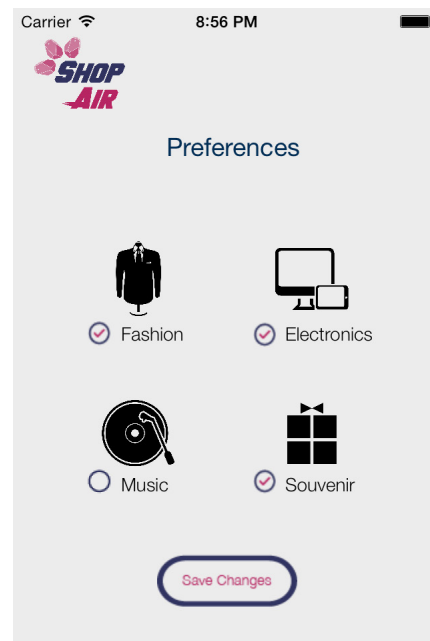 Carrier 8:56 PM
SHOP
AIR
Preferences
Fashion Electronics
Music Souvenir
Save Changes